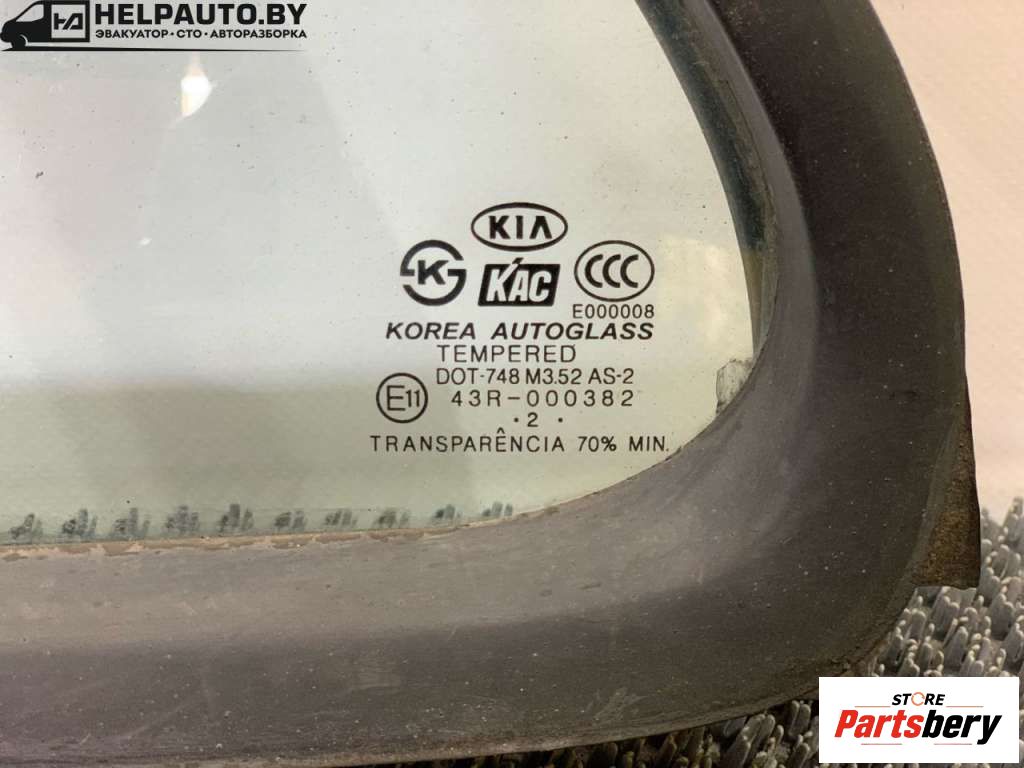 HELPAUTO.BY
ЭВАКУАТОР • СТО • АВТОРАЗБОРКА
KIA
K
KAC
CCC
E000008
KOREA AUTOGLASS
TEMPERED
DOT-748 M3.52 AS-2
E11 43R-000382
·2·
TRANSPARÊNCIA 70% MIN.
STORE
Partsbery